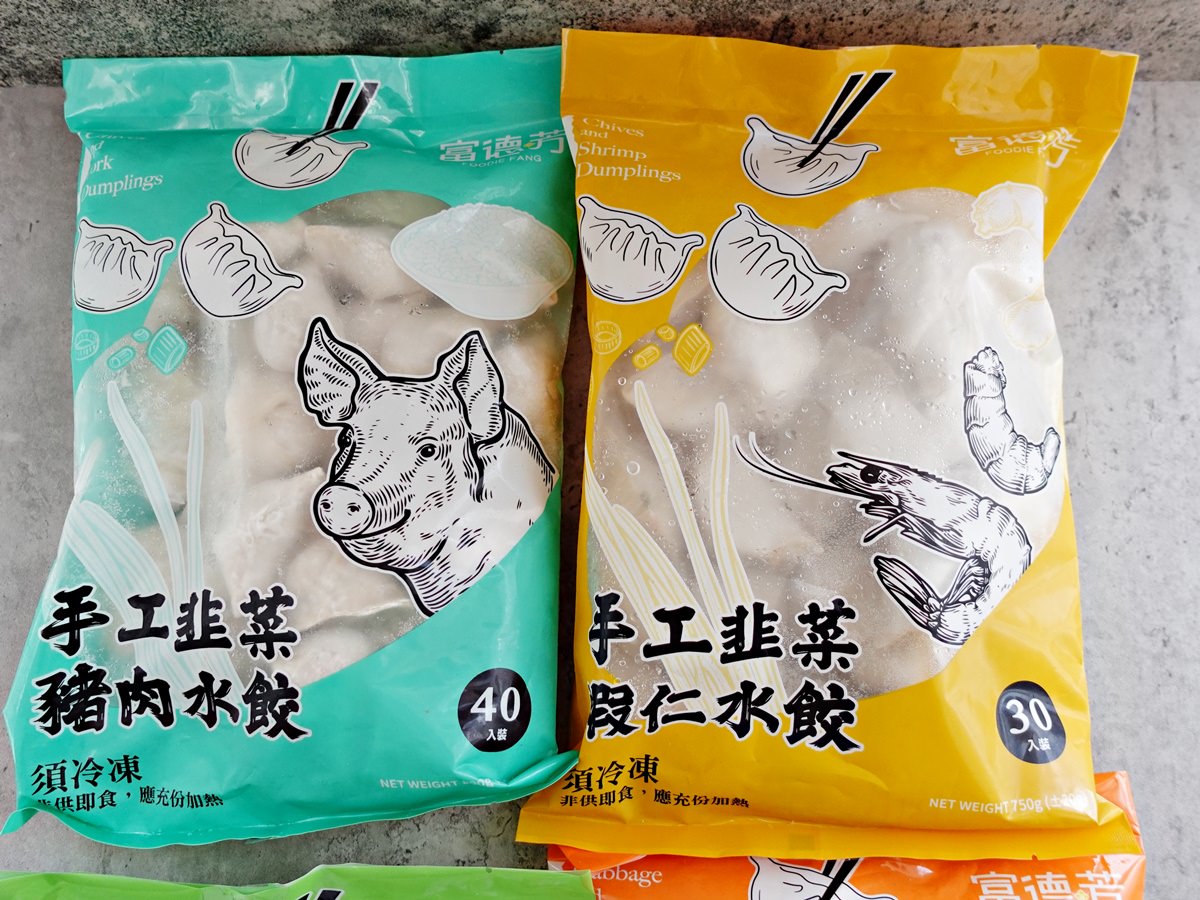 Dumplings
富德芳
FOODIE FANG
手工韭菜
豬肉水餃
40
入裝
須冷凍
非供即食，應充份加熱
NET WEIGHT
Chives
and
Shrimp
Dumplings
富德芳
FOODIE
手工韭菜
蝦仁水餃
30
入裝
須冷凍
非供即食，應充份加熱
NET WEIGHT 750g
富德芳